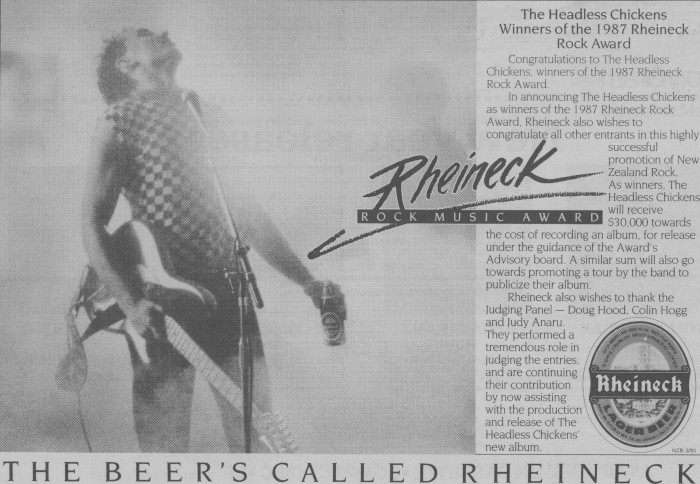 The Headless Chickens
Winners of the 1987 Rheineck
Rock Award
Congratulations to The Headless
Chickens, winners of the 1987 Rheineck
Rock Award.
In announcing The Headless Chickens
as winners of the 1987 Rheineck Rock
Award, Rheineck also wishes to
congratulate all other entrants in this highly
successful
promotion of New
Zealand Rock.
As winners, The
Headless Chickens
will receive
$30,000 towards
the cost of recording an album, for release
under the guidance of the Award's
Advisory board. A similar sum will also go
towards promoting a tour by the band to
publicize their album.
Rheineck also wishes to thank the
Judging Panel — Doug Hood, Colin Hogg
and Judy Anaru.
They performed a
tremendous role in
judging the entries,
and are continuing
their contribution
by now assisting
with the production
and release of The
Headless Chickens'
new album.
Rheineck
ROCK MUSIC AWARD
Rheineck
LAGER BEER
THE BEER'S CALLED RHEINECK